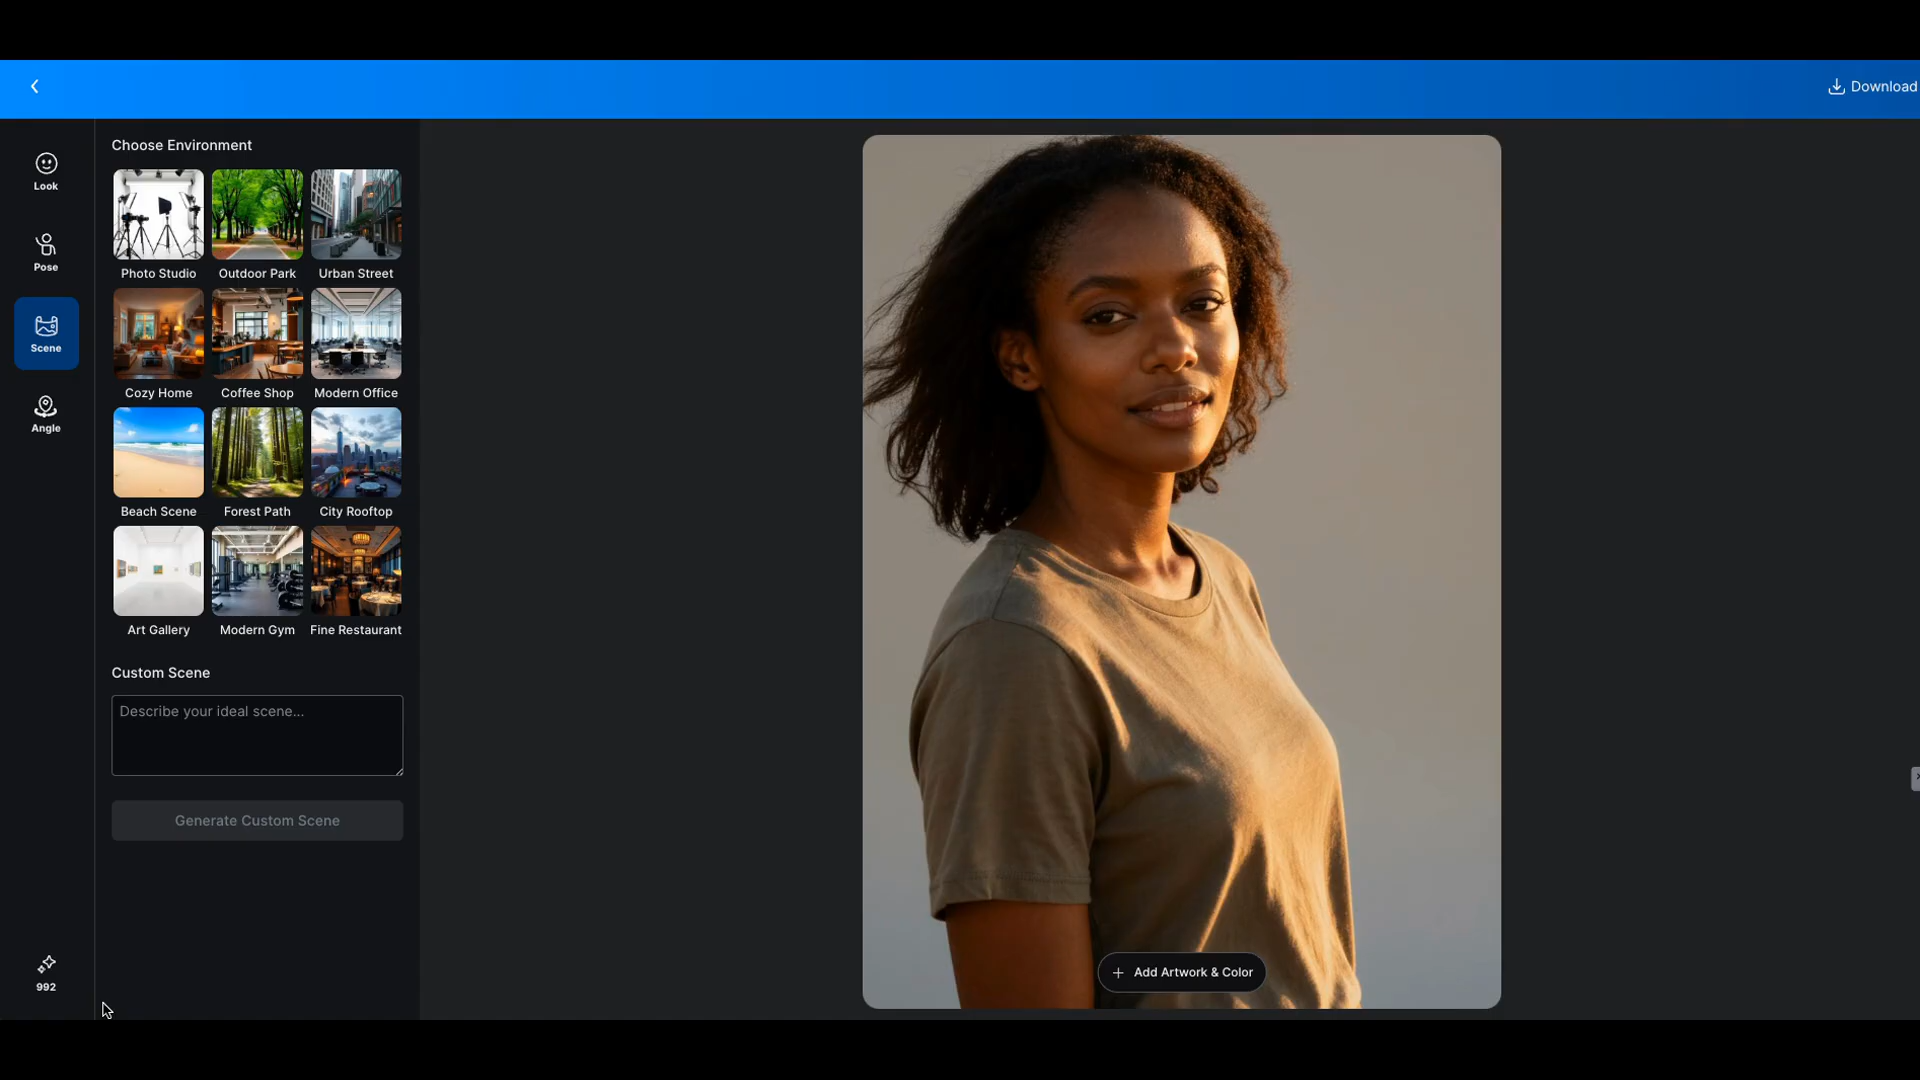 Download
Look
Pose
Scene
Angle
992
Choose Environment
Photo Studio
Outdoor Park
Urban Street
Cozy Home
Coffee Shop
Modern Office
Beach Scene
Forest Path
City Rooftop
Art Gallery
Modern Gym
Fine Restaurant
Custom Scene
Describe your ideal scene...
Generate Custom Scene
Add Artwork & Color